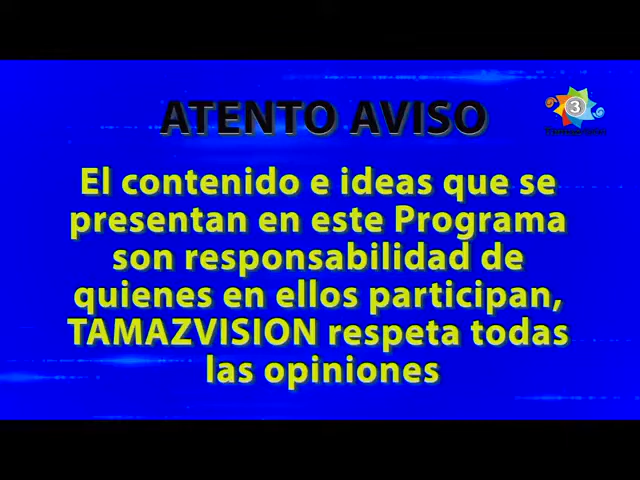 ATENTO AVISO
3
El contenido e ideas que se
presentan en este Programa
son responsabilidad de
quienes en ellos participan,
TAMAZVISION respeta todas
las opiniones